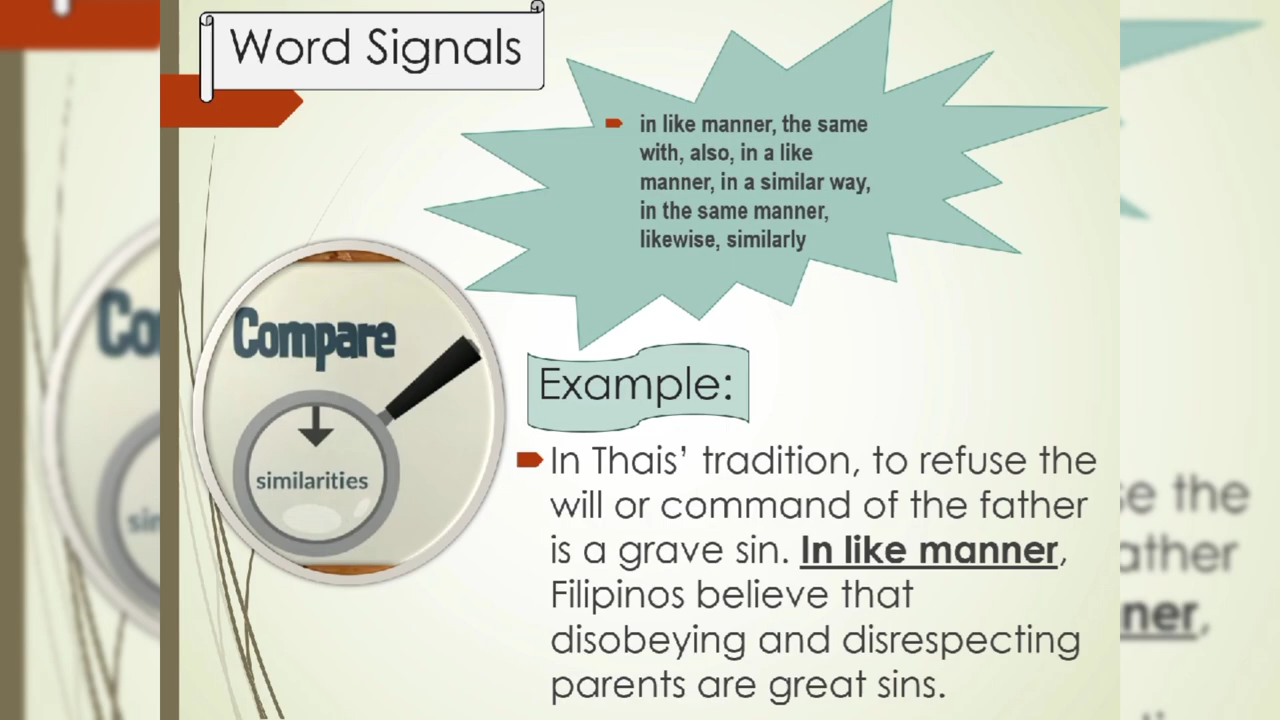 Word Signals
in like manner, the same
with, also, in a like
manner, in a similar way,
in the same manner,
likewise, similarly
Compare
similarities
Example:
In Thais’ tradition, to refuse the
will or command of the father
is a grave sin. In like manner,
Filipinos believe that
disobeying and disrespecting
parents are great sins.